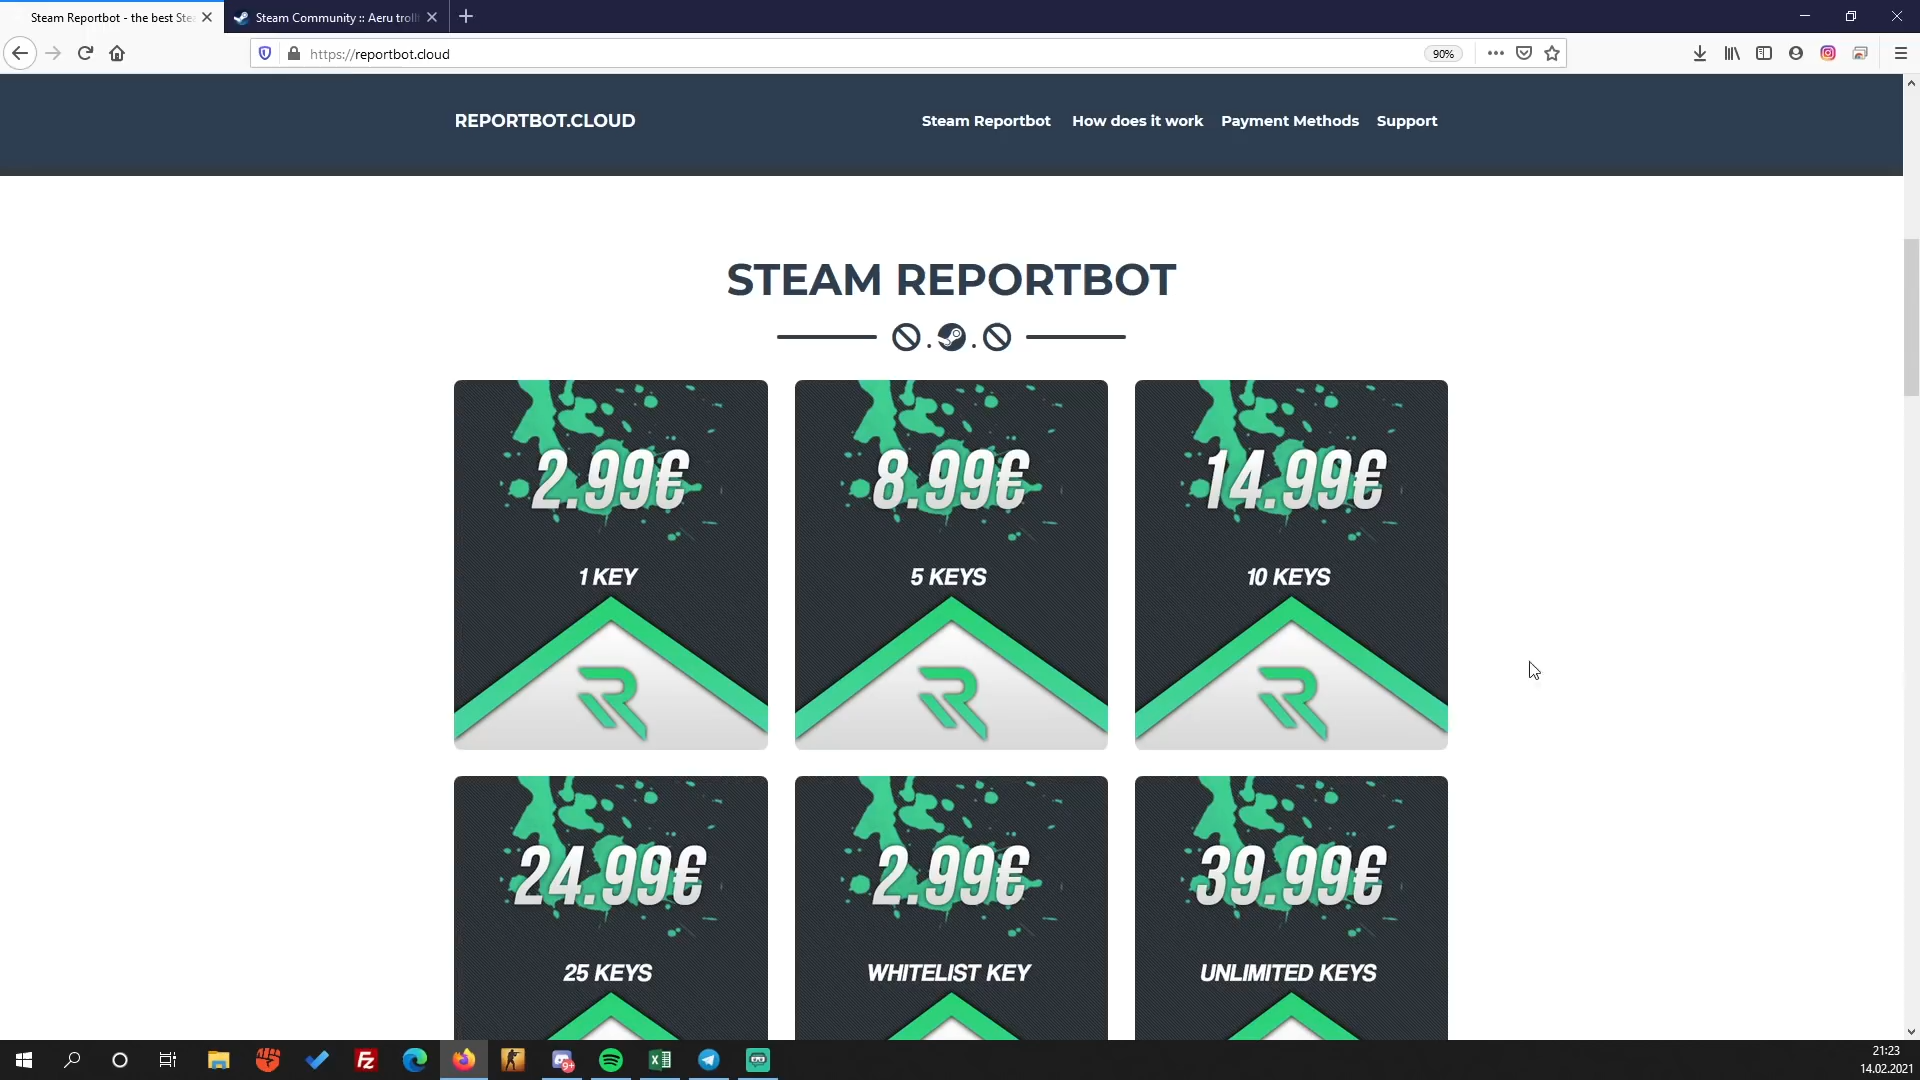 Steam Reportbot - the best Ste
Steam Community :: Aeru troll
https://reportbot.cloud
90%
REPORTBOT.CLOUD
Steam Reportbot
How does it work
Payment Methods
Support
STEAM REPORTBOT
2.99€
8.99€
14.99€
1 KEY
5 KEYS
10 KEYS
24.99€
2.99€
39.99€
25 KEYS
WHITELIST KEY
UNLIMITED KEYS
9+
21:23
14.02.2021